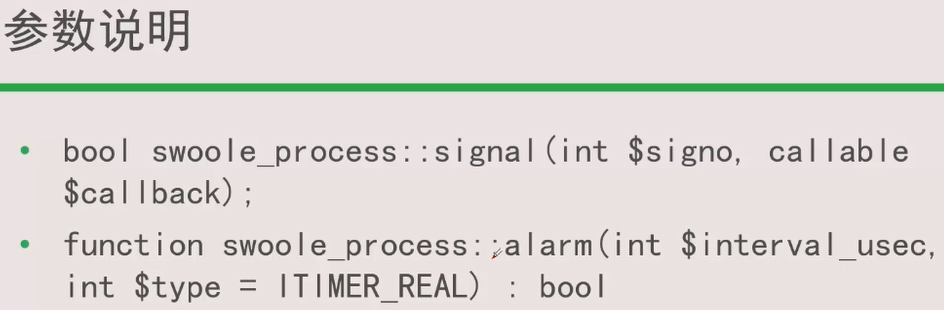 参数说明
• bool swoole_process::signal(int $signo, callable
$callback);
• function swoole_process::alarm(int $interval_usec,
int $type = ITIMER_REAL) : bool